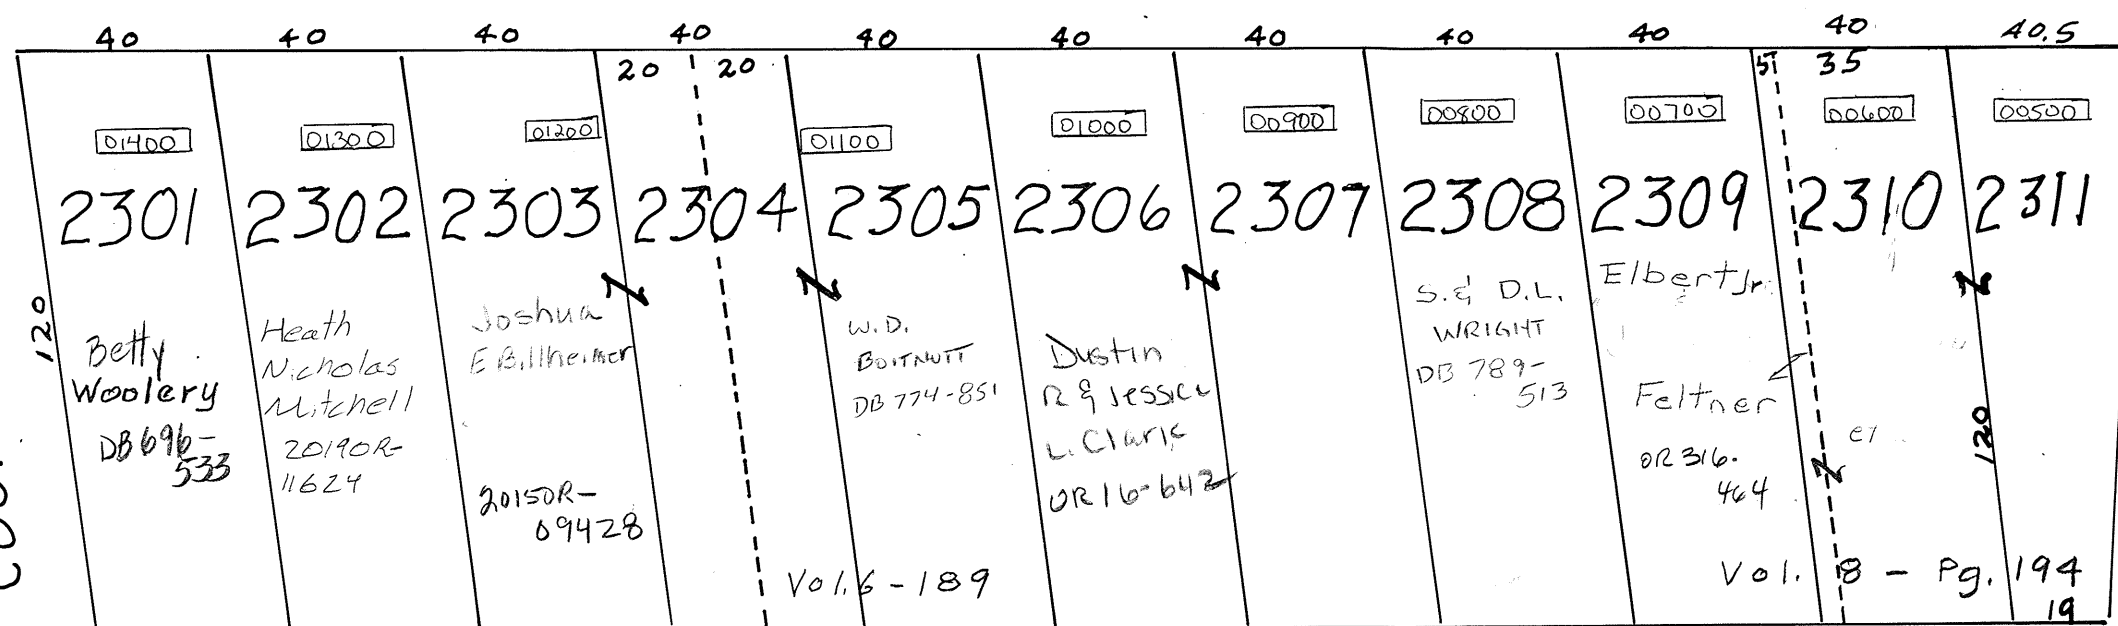 40 40 40 40 40 40 40 40 40 40 40.5
20 20 5 35
01400 01300 01200 01100 01000 00900 00800 00700 00600 00500
2301 2302 2303 2304 2305 2306 2307 2308 2309 2310 2311
120
Betty
Woolery
DB 696-
533
Heath
Nicholas
Mitchell
2019OR-
11624
Joshua
E Billheimer
2015OR-
09428
W.D.
BOITNUTT
DB 774-851
Dustin
R & Jessica
L. Clark
OR 16-642
S. & D.L.
WRIGHT
DB 789-
513
Elbert Jr.
Feltner
OR 316-
464
120
Vol. 6 - 189
Vol. 8 - Pg. 194
19